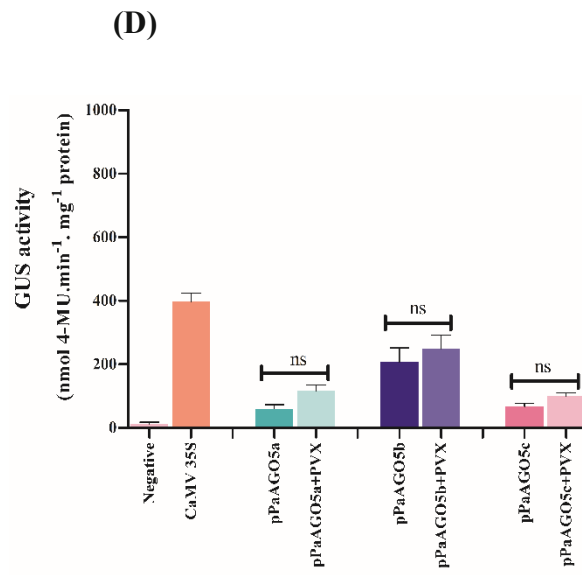 (D)
GUS activity
(nmol 4-MU.min⁻¹. mg⁻¹ protein)
1000
800
600
400
200
0
ns
ns
ns
Negative
CaMV 35S
pPaAGO5a
pPaAGO5a+PVX
pPaAGO5b
pPaAGO5b+PVX
pPaAGO5c
pPaAGO5c+PVX